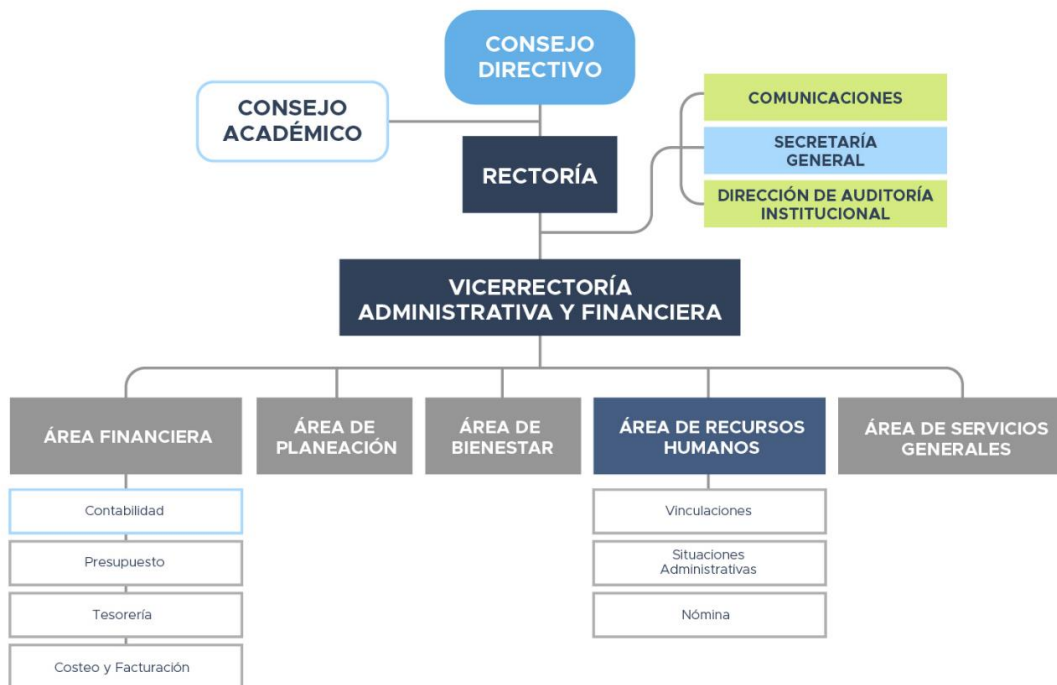 CONSEJO
DIRECTIVO
CONSEJO
ACADÉMICO
COMUNICACIONES
SECRETARÍA
GENERAL
RECTORÍA
DIRECCIÓN DE AUDITORÍA
INSTITUCIONAL
VICERRECTORÍA
ADMINISTRATIVA Y FINANCIERA
ÁREA FINANCIERA
ÁREA DE
PLANEACIÓN
ÁREA DE
BIENESTAR
ÁREA DE RECURSOS
HUMANOS
ÁREA DE SERVICIOS
GENERALES
Contabilidad
Presupuesto
Tesorería
Costeo y Facturación
Vinculaciones
Situaciones
Administrativas
Nómina